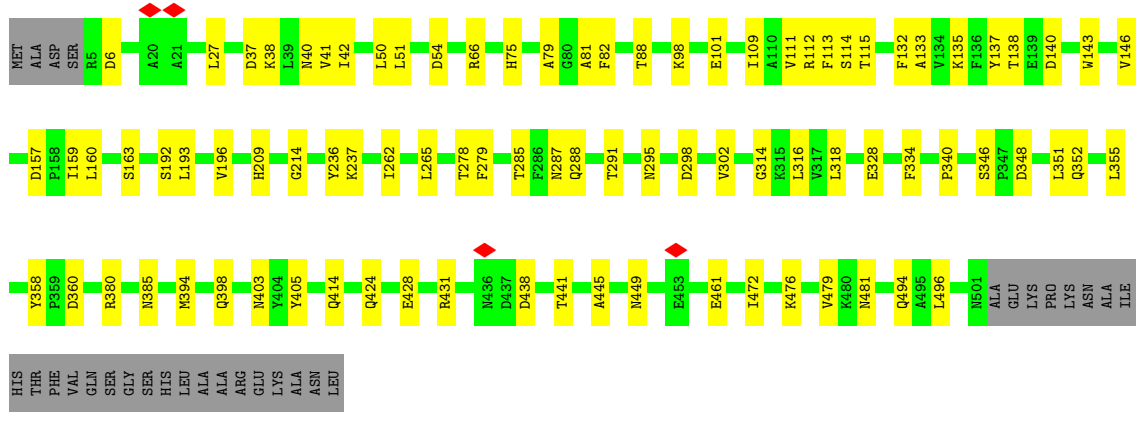 MET ALA ASP SER R5 D6 A20 A21 L27 D37 K38 L39 N40 V41 I42 L50 L51 D54 R66 H75 A79 G80 A81 F82 T88 K98 E101 I109 A110 V111 R112 F113 S114 T115 F132 A133 V134 K135 F136 Y137 T138 E139 D140 W143 V146
D157 P158 I159 L160 S163 S192 L193 V196 H209 G214 Y236 K237 I262 L265 T278 F279 T285 F286 N287 Q288 T291 N295 D298 V302 G314 K315 L316 V317 L318 E328 F334 P340 S346 P347 D348 L351 Q352 L355
Y358 P359 D360 R380 N385 M394 Q398 N403 Y404 Y405 Q414 Q424 E428 R431 N436 D437 D438 T441 A445 N449 E453 E461 I472 K476 V479 K480 N481 Q494 A495 L496 N501 ALA GLU LYS PRO LYS ASN ALA ILE
HIS THR PHE VAL GLN SER GLY SER HIS LEU ALA ALA ARG GLU LYS ALA ASN LEU